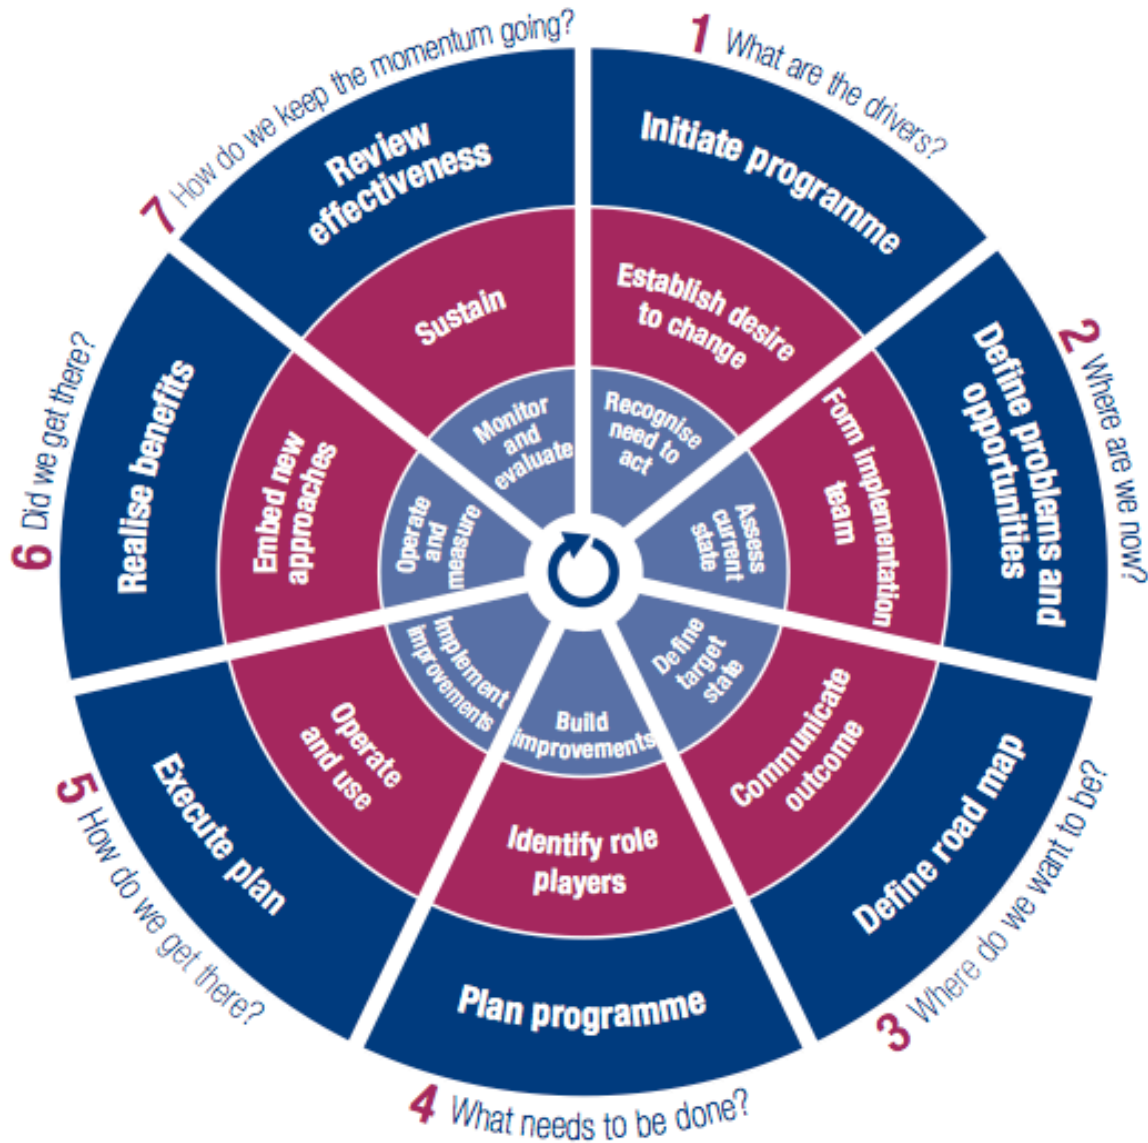 1 What are the drivers?
Initiate programme
Establish desire
to change
Recognise
need to
act
2 Where are we now?
Define problems and
opportunities
Form implementation
team
Assess
current
state
3 Where do we want to be?
Define road map
Communicate
outcome
Define
target
state
4 What needs to be done?
Plan programme
Identify role
players
Build
improvements
5 How do we get there?
Execute plan
Operate
and use
Implement
improvements
6 Did we get there?
Realise benefits
Embed new
approaches
Operate
and
measure
7 How do we keep the momentum going?
Review
effectiveness
Sustain
Monitor
and
evaluate